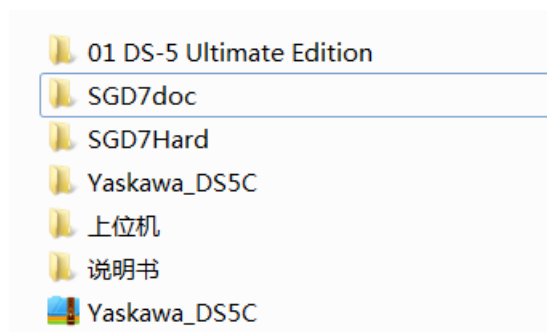 01 DS-5 Ultimate Edition
SGD7doc
SGD7Hard
Yaskawa_DS5C
上位机
说明书
Yaskawa_DS5C